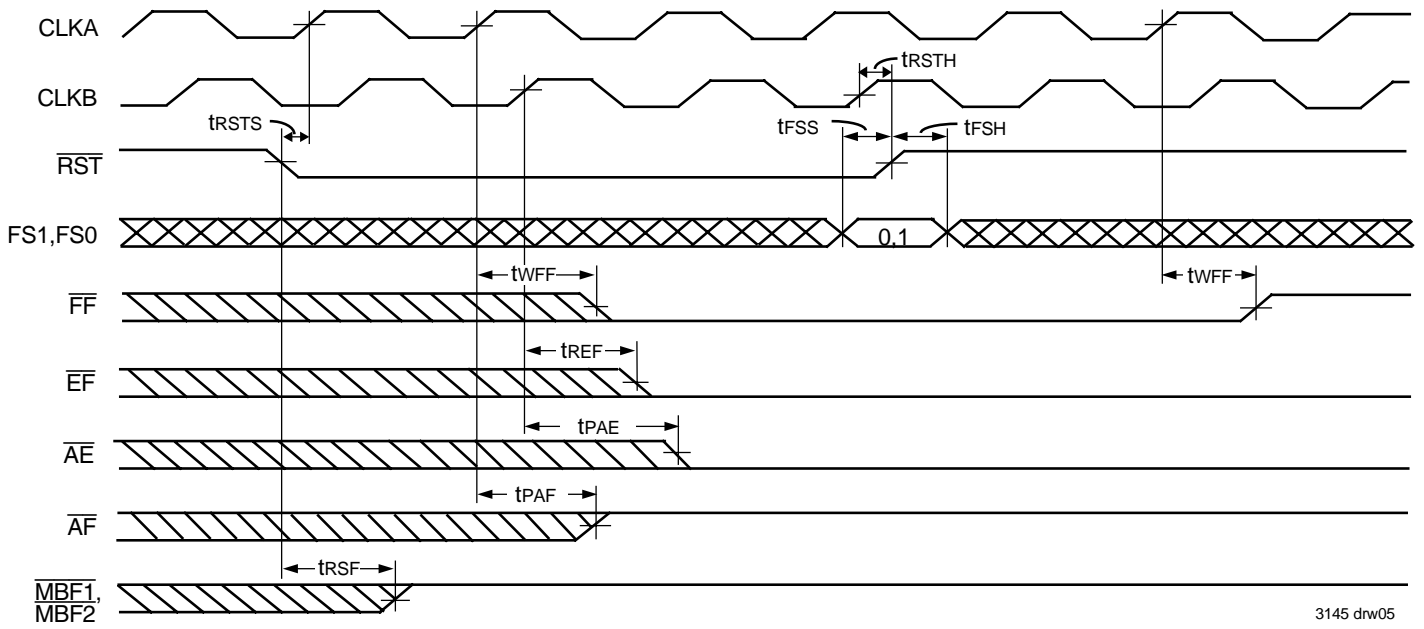 CLKA
tRSTH
CLKB
tRSTS
tFSS
tFSH
RST
FS1,FS0
0,1
tWFF
tWFF
FF
tREF
EF
tPAE
AE
tPAF
AF
tRSF
MBF1,
MBF2
3145 drw05